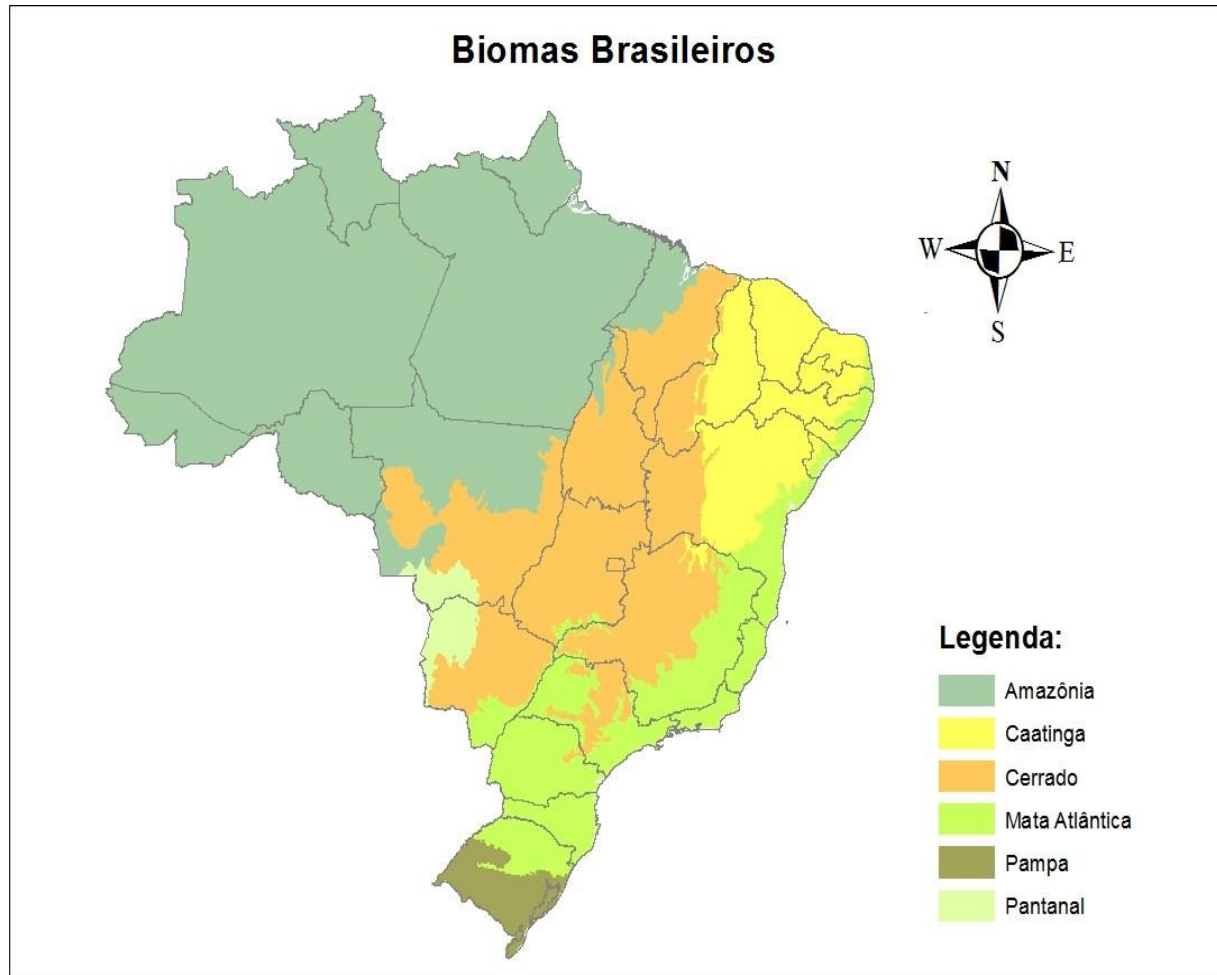 Biomas Brasileiros
N
W
E
S
Legenda:
Amazônia
Caatinga
Cerrado
Mata Atlântica
Pampa
Pantanal